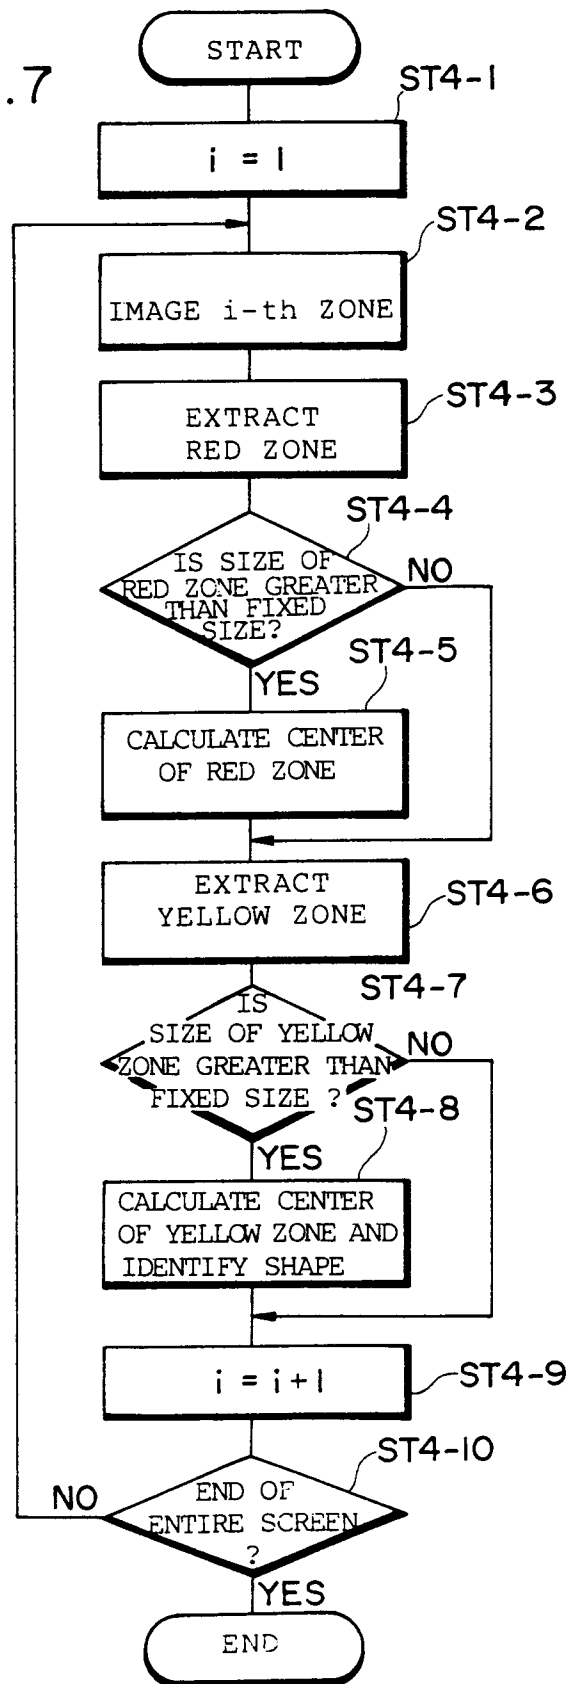 START
.7
ST4-1
i = 1
ST4-2
IMAGE i-th ZONE
ST4-3
EXTRACT
RED ZONE
ST4-4
IS SIZE OF
RED ZONE GREATER
THAN FIXED
SIZE?
NO
ST4-5
YES
CALCULATE CENTER
OF RED ZONE
EXTRACT
YELLOW ZONE
ST4-6
ST4-7
IS
SIZE OF YELLOW
ZONE GREATER THAN
FIXED SIZE ?
NO
ST4-8
YES
CALCULATE CENTER
OF YELLOW ZONE AND
IDENTIFY SHAPE
i = i+1
ST4-9
ST4-10
NO
END OF
ENTIRE SCREEN
?
YES
END